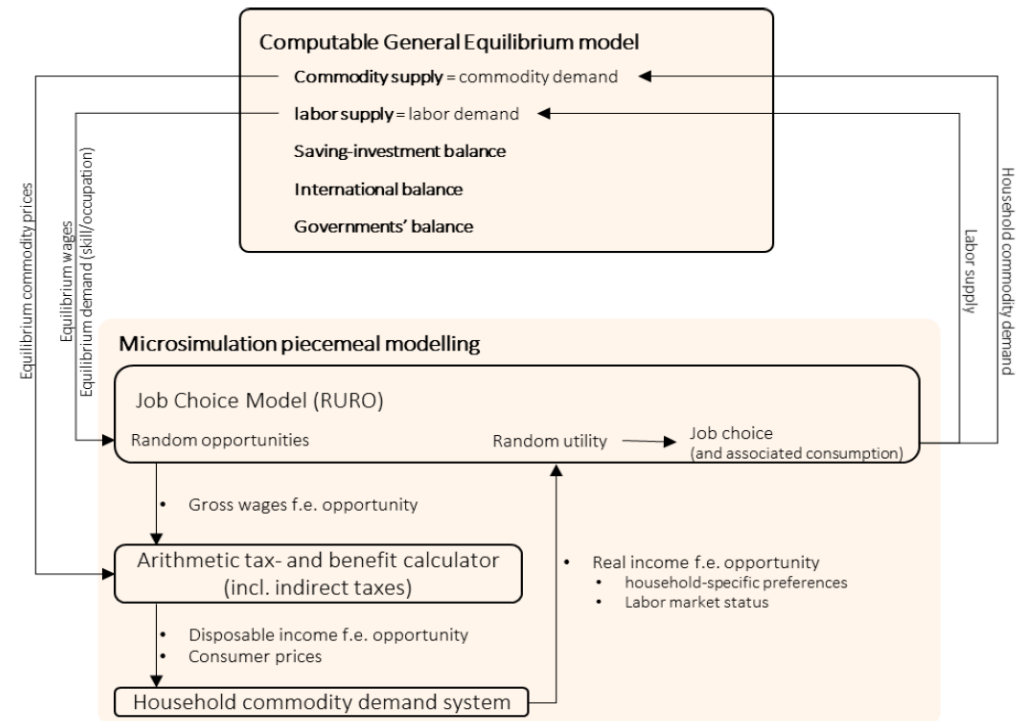 Computable General Equilibrium model
Commodity supply = commodity demand
labor supply = labor demand
Saving-investment balance
International balance
Governments' balance
Equilibrium commodity prices
Equilibrium wages
Equilibrium demand (skill/occupation)
Labor supply
Household commodity demand
Microsimulation piecemeal modelling
Job Choice Model (RURO)
Random opportunities
Random utility
Job choice
(and associated consumption)
• Gross wages f.e. opportunity
Arithmetic tax- and benefit calculator
(incl. indirect taxes)
• Real income f.e. opportunity
• household-specific preferences
• Labor market status
• Disposable income f.e. opportunity
• Consumer prices
Household commodity demand system